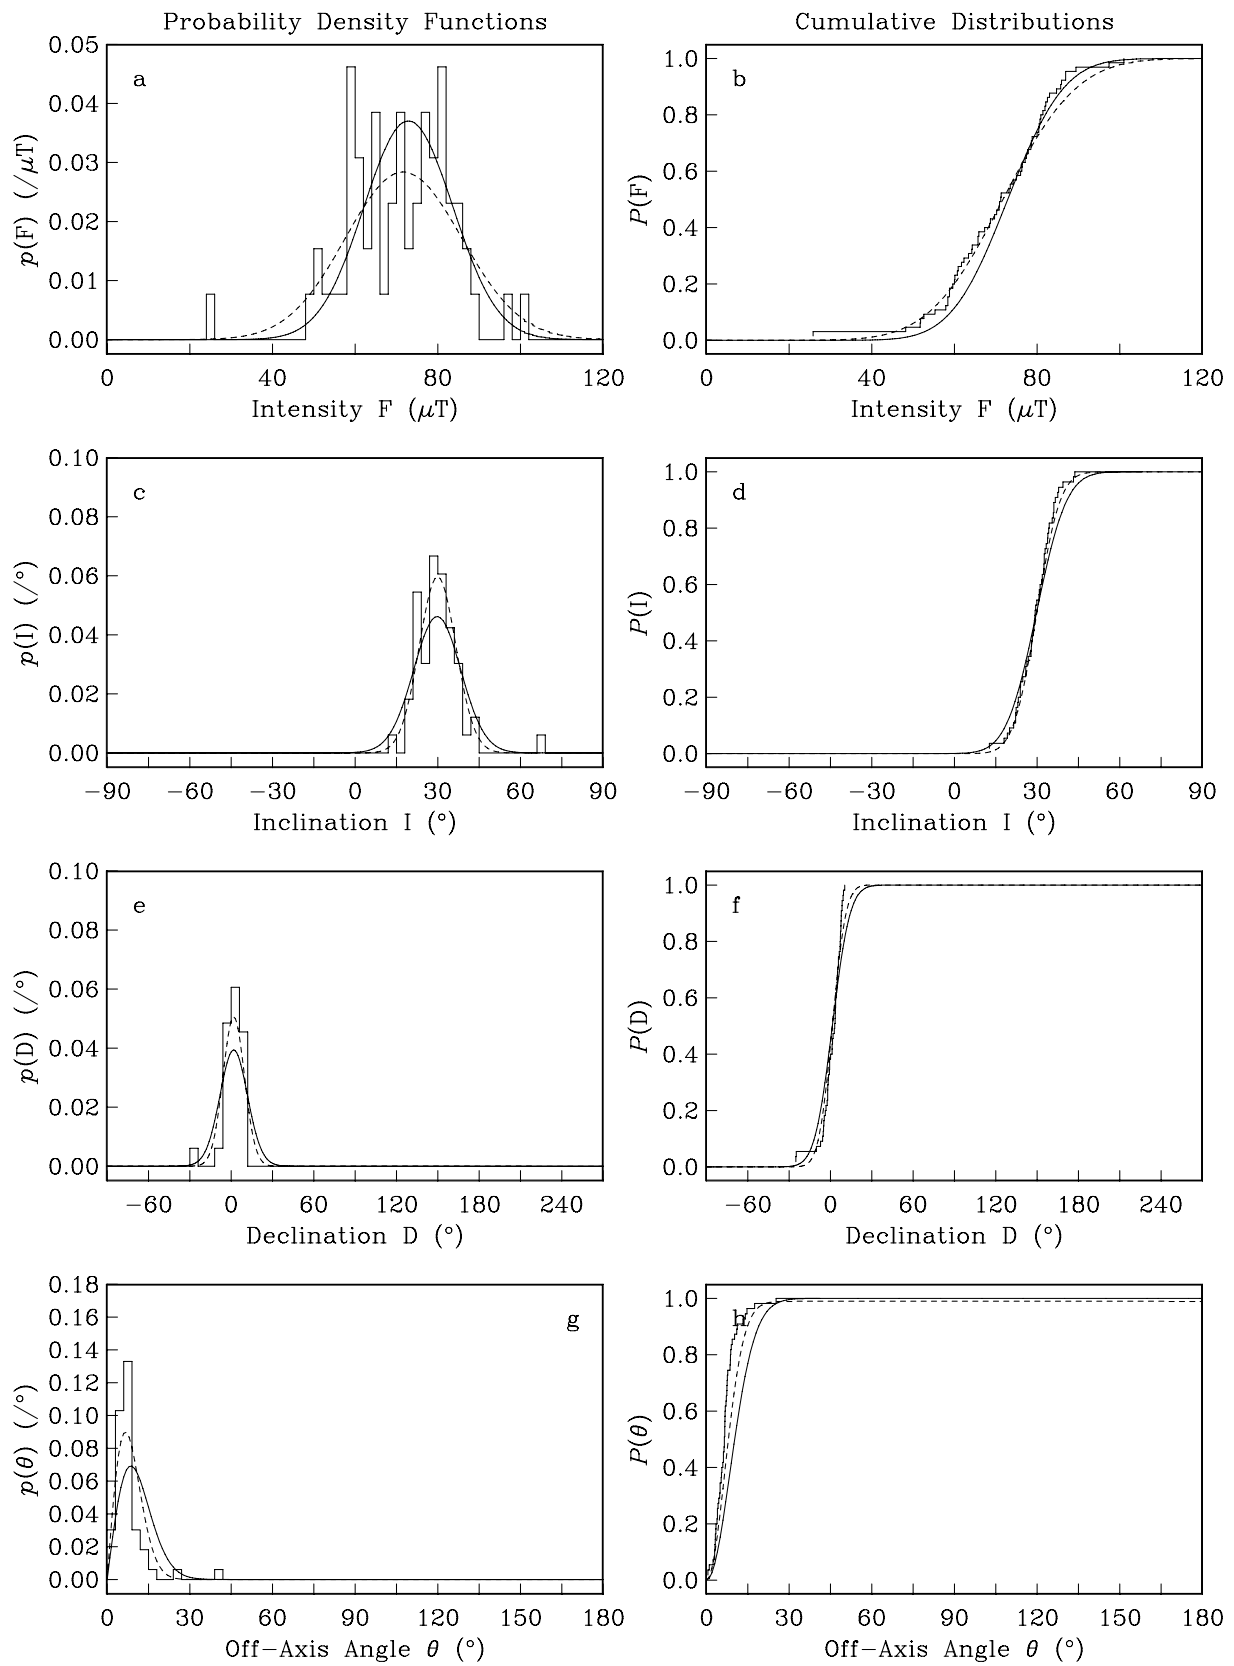 Probability Density Functions
Cumulative Distributions
a
0.05
0.04
0.03
0.02
0.01
0.00
p(F) (/μT)
0 40 80 120
Intensity F (μT)
b
1.0
0.8
0.6
0.4
0.2
0.0
P(F)
0 40 80 120
Intensity F (μT)
c
0.10
0.08
0.06
0.04
0.02
0.00
p(I) (/°)
−90 −60 −30 0 30 60 90
Inclination I (°)
d
1.0
0.8
0.6
0.4
0.2
0.0
P(I)
−90 −60 −30 0 30 60 90
Inclination I (°)
e
0.10
0.08
0.06
0.04
0.02
0.00
p(D) (/°)
−60 0 60 120 180 240
Declination D (°)
f
1.0
0.8
0.6
0.4
0.2
0.0
P(D)
−60 0 60 120 180 240
Declination D (°)
g
0.18
0.16
0.14
0.12
0.10
0.08
0.06
0.04
0.02
0.00
p(θ) (/°)
0 30 60 90 120 150 180
Off−Axis Angle θ (°)
h
1.0
0.8
0.6
0.4
0.2
0.0
P(θ)
0 30 60 90 120 150 180
Off−Axis Angle θ (°)